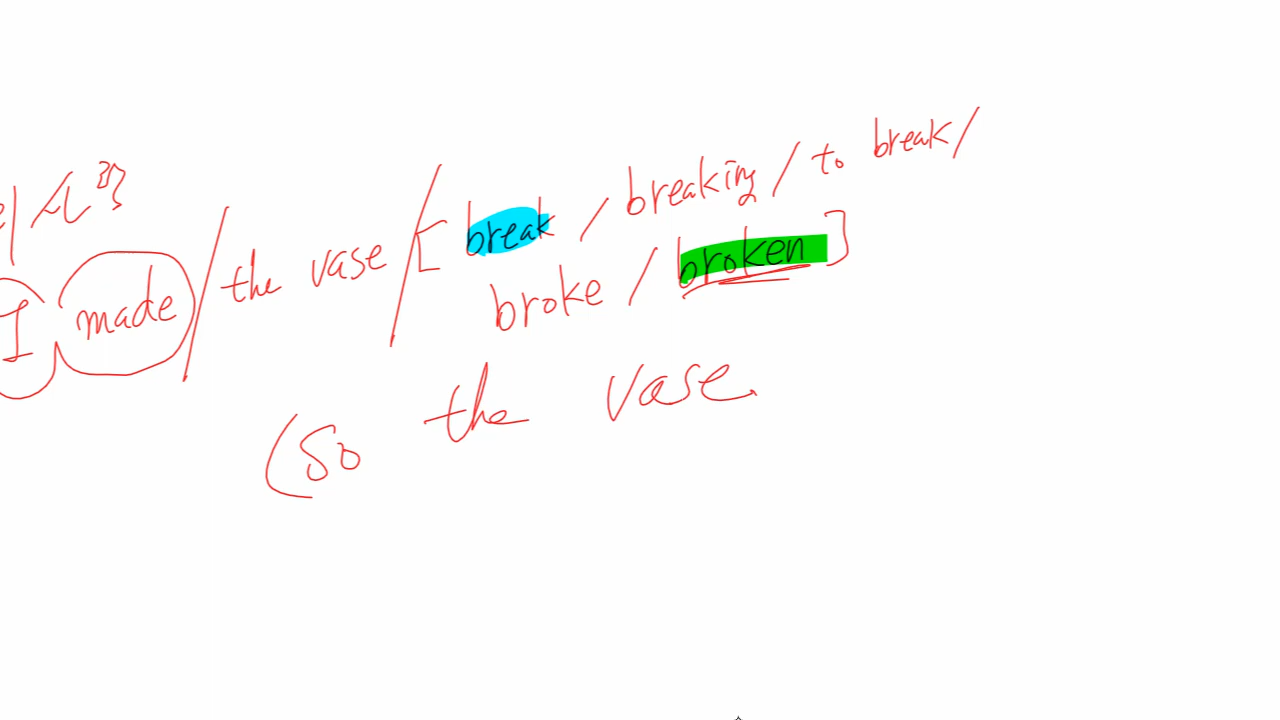 I made / the vase / [ break / breaking / to break /
broke / broken ]
(So the vase